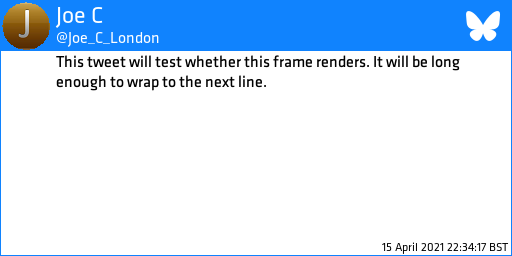 J
Joe C
@Joe_C_London
This tweet will test whether this frame renders. It will be long
enough to wrap to the next line.
15 April 2021 22:34:17 BST